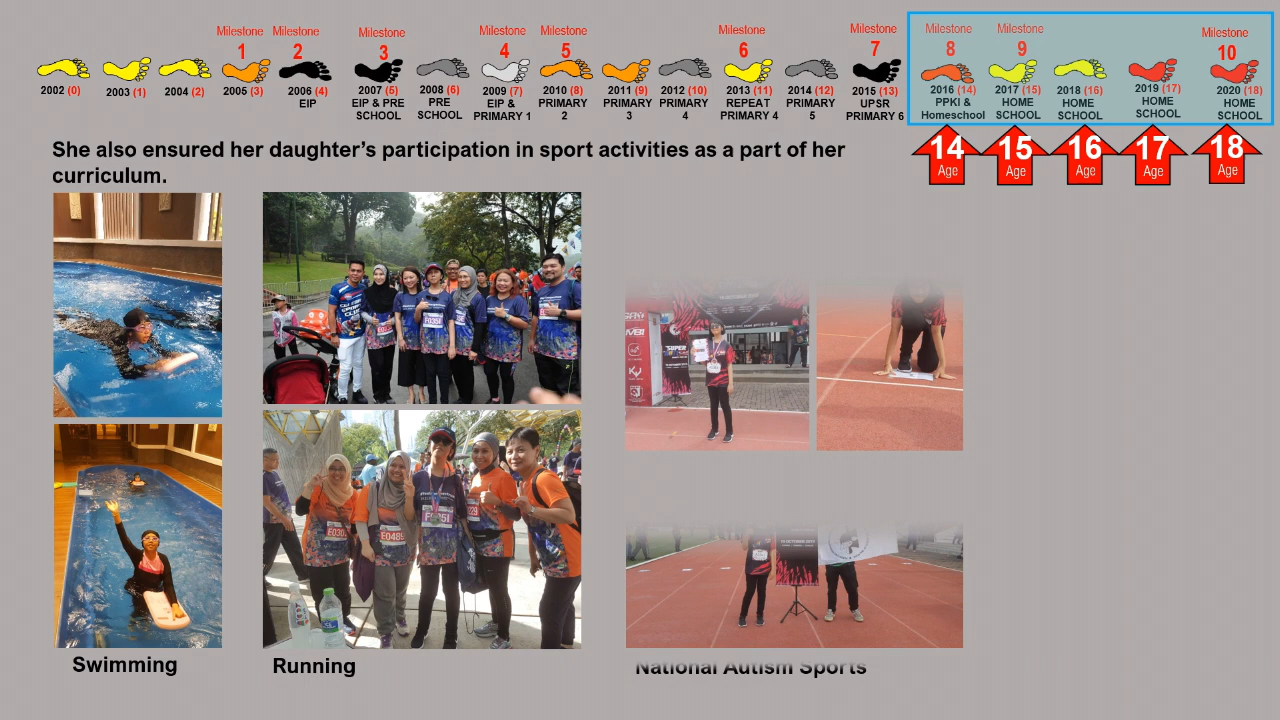 Milestone 1
Milestone 2
Milestone 3
Milestone 4
Milestone 5
Milestone 6
Milestone 7
Milestone 8
Milestone 9
Milestone 10
2002 (0)
2003 (1)
2004 (2)
2005 (3)
2006 (4)
EIP
2007 (5)
EIP & PRE
SCHOOL
2008 (6)
PRE
SCHOOL
2009 (7)
EIP &
PRIMARY 1
2010 (8)
PRIMARY
2
2011 (9)
PRIMARY
3
2012 (10)
PRIMARY
4
2013 (11)
REPEAT
PRIMARY 4
2014 (12)
PRIMARY
5
2015 (13)
UPSR
PRIMARY 6
2016 (14)
PPKI &
Homeschool
2017 (15)
HOME
SCHOOL
2018 (16)
HOME
SCHOOL
2019 (17)
HOME
SCHOOL
2020 (18)
HOME
SCHOOL
14
Age
15
Age
16
Age
17
Age
18
Age
She also ensured her daughter's participation in sport activities as a part of her
curriculum.
E0351
SUPER
E0489
E0351
Swimming
Running
National Autism Sports